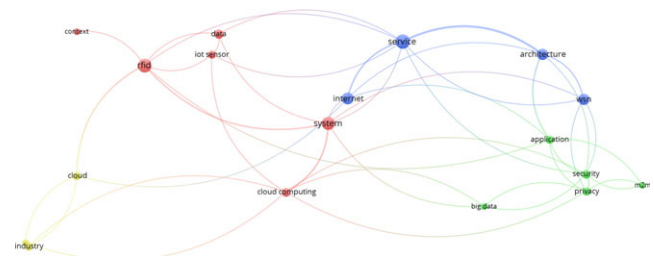 context
data
service
iot sensor
architecture
rfid
internet
wsn
system
application
security
cloud
m2m
cloud computing
privacy
big data
industry